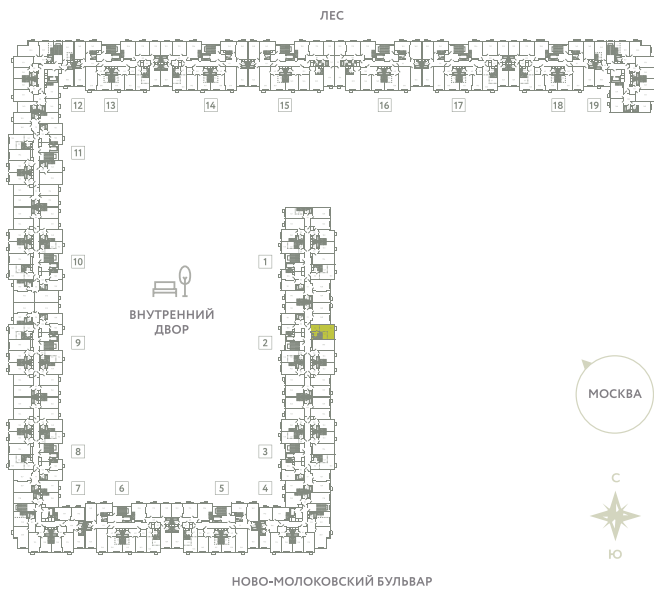 ЛЕС
12 13 14 15 16 17 18 19
11
10 1
ВНУТРЕННИЙ
ДВОР
9 2
МОСКВА
8 3
7 6 5 4
С
Ю
НОВО-МОЛОКОВСКИЙ БУЛЬВАР